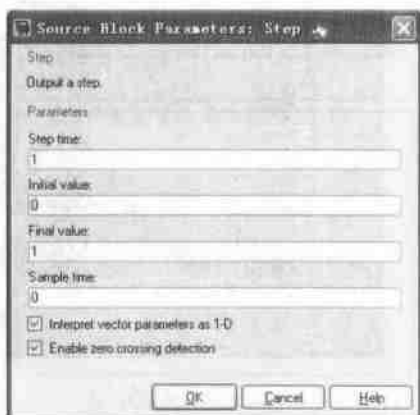 Source Block Parameters: Step
Step
Output a step.
Parameters
Step time:
1
Initial value:
0
Final value:
1
Sample time:
0
Interpret vector parameters as 1-D
Enable zero crossing detection
OK
Cancel
Help